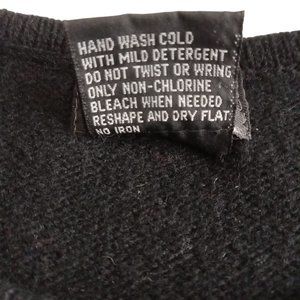 HAND WASH COLD
WITH MILD DETERGENT
DO NOT TWIST OR WRING
ONLY NON-CHLORINE
BLEACH WHEN NEEDED
RESHAPE AND DRY FLAT
NO IRON